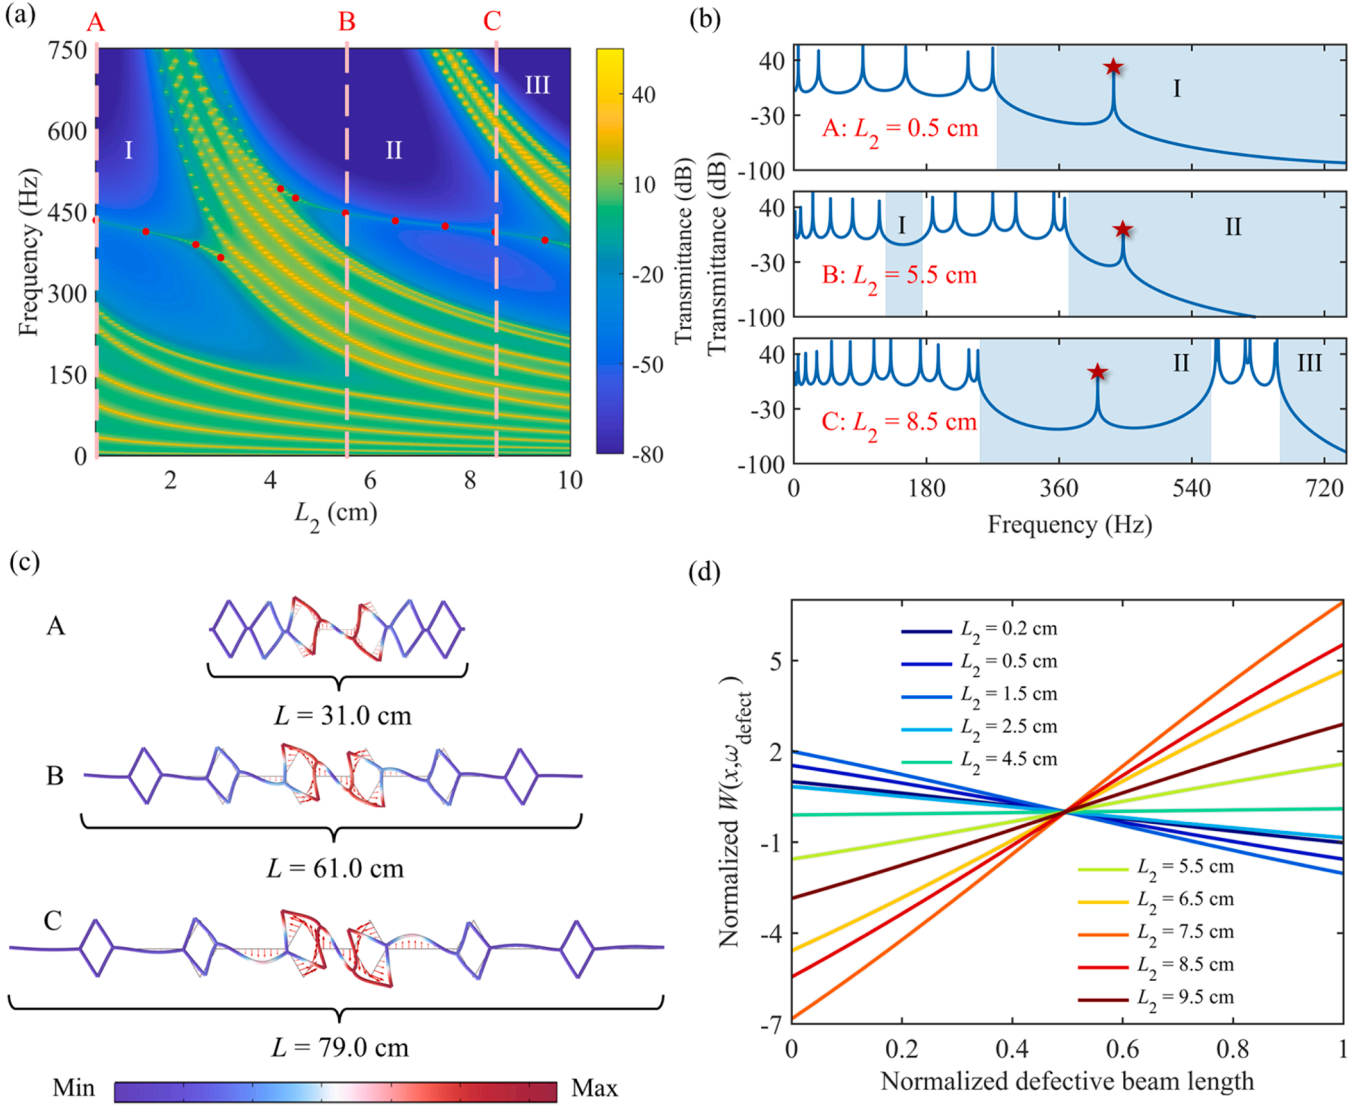 (a)
A
B
C
750
600
450
300
150
0
Frequency (Hz)
I
II
III
2
4
6
8
10
L2 (cm)
40
10
-20
-50
-80
Transmittance (dB)
(b)
40
-30
-100
A: L2 = 0.5 cm
I
40
-30
-100
B: L2 = 5.5 cm
I
II
40
-30
-100
C: L2 = 8.5 cm
II
III
Transmittance (dB)
0
180
360
540
720
Frequency (Hz)
(c)
A
L = 31.0 cm
B
L = 61.0 cm
C
L = 79.0 cm
Min
Max
(d)
5
2
-1
-4
-7
Normalized W(x,ωdefect)
L2 = 0.2 cm
L2 = 0.5 cm
L2 = 1.5 cm
L2 = 2.5 cm
L2 = 4.5 cm
L2 = 5.5 cm
L2 = 6.5 cm
L2 = 7.5 cm
L2 = 8.5 cm
L2 = 9.5 cm
0
0.2
0.4
0.6
0.8
1
Normalized defective beam length